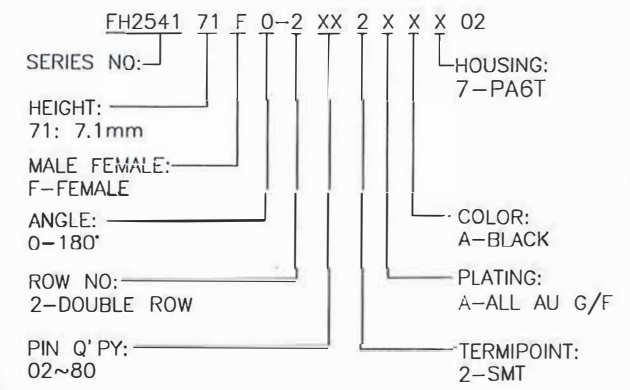 FH2541 71 F 0-2 XX 2 X X X 02
SERIES NO:
HOUSING:
7-PA6T
HEIGHT:
71: 7.1mm
MALE FEMALE:
F-FEMALE
ANGLE:
0-180°
COLOR:
A-BLACK
ROW NO:
2-DOUBLE ROW
PLATING:
A-ALL AU G/F
PIN Q'PY:
02~80
TERMIPOINT:
2-SMT